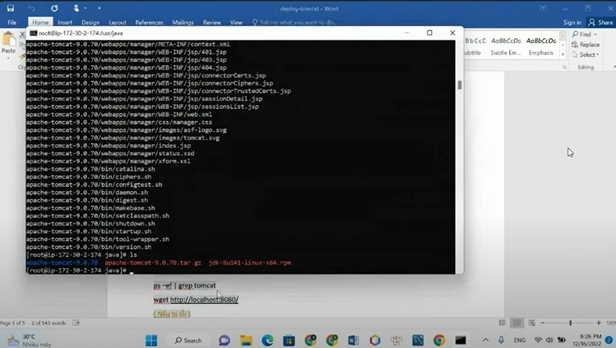 deploy-tomcat - Word
Sign in
Share
File
Home
Insert
Draw
Design
Layout
References
Mailings
Review
View
Tell me what you want to do...
root@ip-172-30-2-174:/usr/java
Paste
Subtitle
Subtle Em...
Emphasis
Find
Replace
Select
Editing
apache-tomcat-9.0.70/webapps/manager/META-INF/context.xml
apache-tomcat-9.0.70/webapps/manager/WEB-INF/jsp/401.jsp
apache-tomcat-9.0.70/webapps/manager/WEB-INF/jsp/403.jsp
apache-tomcat-9.0.70/webapps/manager/WEB-INF/jsp/404.jsp
apache-tomcat-9.0.70/webapps/manager/WEB-INF/jsp/connectorCerts.jsp
apache-tomcat-9.0.70/webapps/manager/WEB-INF/jsp/connectorCiphers.jsp
apache-tomcat-9.0.70/webapps/manager/WEB-INF/jsp/connectorTrustedCerts.jsp
apache-tomcat-9.0.70/webapps/manager/WEB-INF/jsp/sessionDetail.jsp
apache-tomcat-9.0.70/webapps/manager/WEB-INF/jsp/sessionsList.jsp
apache-tomcat-9.0.70/webapps/manager/WEB-INF/web.xml
apache-tomcat-9.0.70/webapps/manager/css/manager.css
apache-tomcat-9.0.70/webapps/manager/images/asf-logo.svg
apache-tomcat-9.0.70/webapps/manager/images/tomcat.svg
apache-tomcat-9.0.70/webapps/manager/index.jsp
apache-tomcat-9.0.70/webapps/manager/status.xsd
apache-tomcat-9.0.70/webapps/manager/xform.xsl
apache-tomcat-9.0.70/bin/catalina.sh
apache-tomcat-9.0.70/bin/ciphers.sh
apache-tomcat-9.0.70/bin/configtest.sh
apache-tomcat-9.0.70/bin/daemon.sh
apache-tomcat-9.0.70/bin/digest.sh
apache-tomcat-9.0.70/bin/makebase.sh
apache-tomcat-9.0.70/bin/setclasspath.sh
apache-tomcat-9.0.70/bin/shutdown.sh
apache-tomcat-9.0.70/bin/startup.sh
apache-tomcat-9.0.70/bin/tool-wrapper.sh
apache-tomcat-9.0.70/bin/version.sh
[root@ip-172-30-2-174 java]# ls
apache-tomcat-9.0.70 apache-tomcat-9.0.70.tar.gz jdk-8u141-linux-x64.rpm
[root@ip-172-30-2-174 java]#
ps -ef | grep tomcat
wget http://localhost:8080/
( Nếu bị lỗi )
Page 1 of 5 2 of 543 words
30°C
Nhiều mây
Tìm kiếm
6:26 PM
12/16/2022